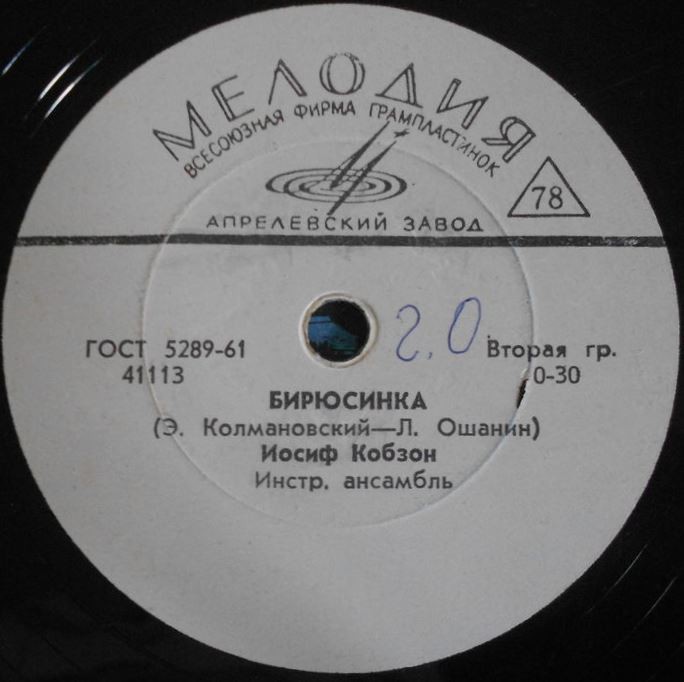 МЕЛОДИЯ
ВСЕСОЮЗНАЯ ФИРМА ГРАМПЛАСТИНОК
78
АПРЕЛЕВСКИЙ ЗАВОД
ГОСТ 5289-61
41113
2.0
Вторая гр.
0-30
БИРЮСИНКА
(Э. Колмановский—Л. Ошанин)
Иосиф Кобзон
Инстр. ансамбль